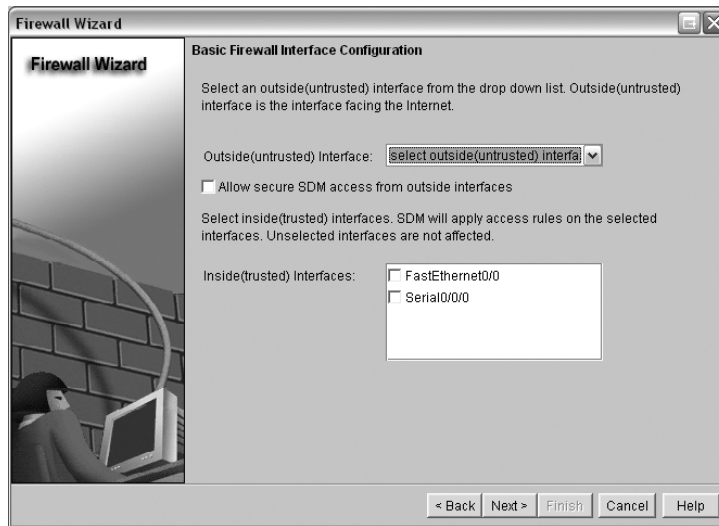 Firewall Wizard
Firewall Wizard
Basic Firewall Interface Configuration
Select an outside(untrusted) interface from the drop down list. Outside(untrusted)
interface is the interface facing the Internet.
Outside(untrusted) Interface: select outside(untrusted) interfa
Allow secure SDM access from outside interfaces
Select inside(trusted) interfaces. SDM will apply access rules on the selected
interfaces. Unselected interfaces are not affected.
Inside(trusted) Interfaces: FastEthernet0/0
Serial0/0/0
< Back Next > Finish Cancel Help